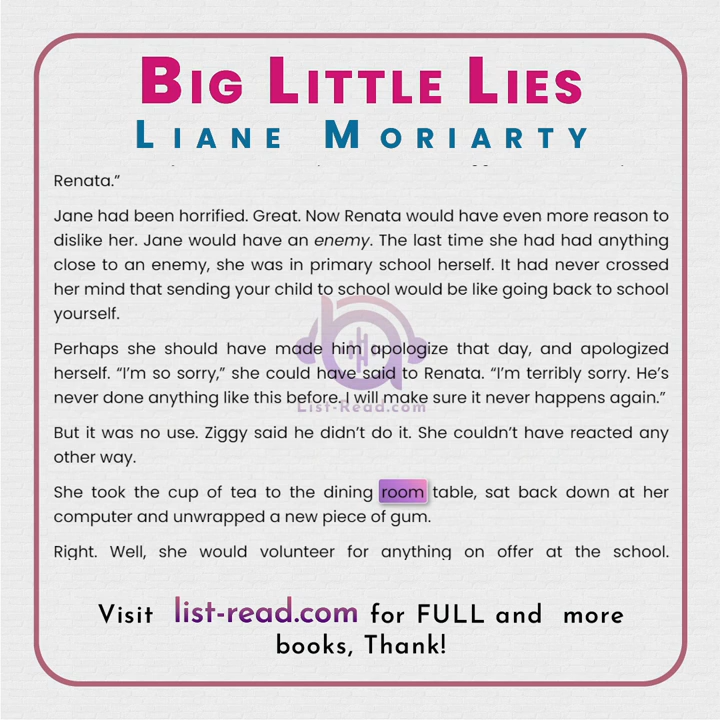 BIG LITTLE LIES
LIANE MORIARTY
Renata.”
Jane had been horrified. Great. Now Renata would have even more reason to
dislike her. Jane would have an enemy. The last time she had had anything
close to an enemy, she was in primary school herself. It had never crossed
her mind that sending your child to school would be like going back to school
yourself.
Perhaps she should have made him apologize that day, and apologized
herself. “I’m so sorry,” she could have said to Renata. “I’m terribly sorry. He’s
never done anything like this before. I will make sure it never happens again.”
List-Read.com
But it was no use. Ziggy said he didn’t do it. She couldn’t have reacted any
other way.
She took the cup of tea to the dining room table, sat back down at her
computer and unwrapped a new piece of gum.
Right. Well, she would volunteer for anything on offer at the school.
Visit list-read.com for FULL and more
books, Thank!